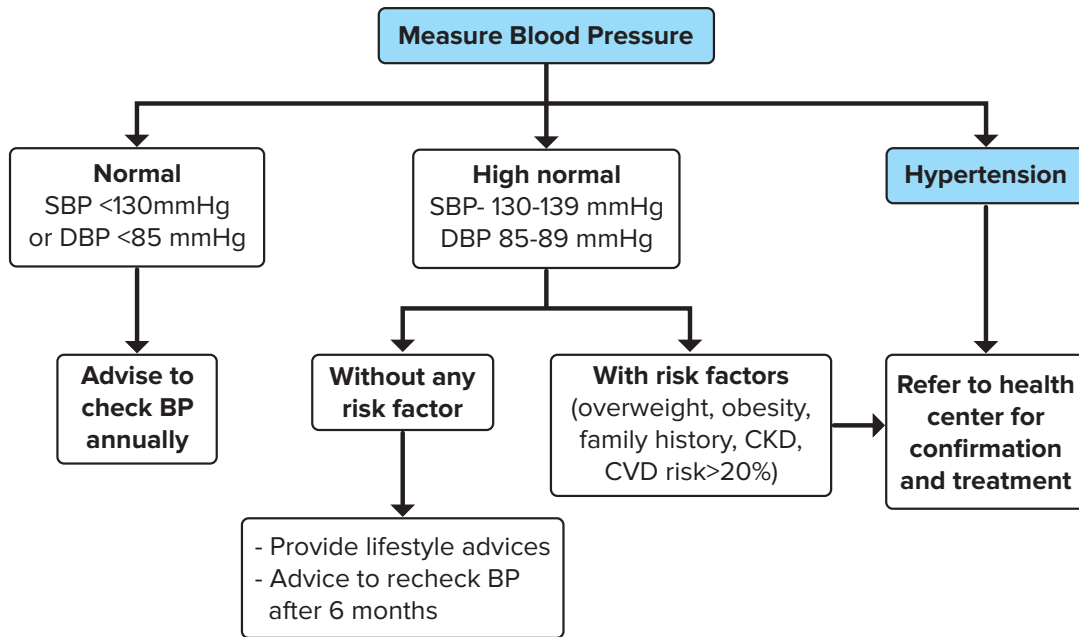 Measure Blood Pressure
Normal
SBP <130mmHg
or DBP <85 mmHg
High normal
SBP- 130-139 mmHg
DBP 85-89 mmHg
Hypertension
Advise to
check BP
annually
Without any
risk factor
With risk factors
(overweight, obesity,
family history, CKD,
CVD risk>20%)
Refer to health
center for
confirmation
and treatment
- Provide lifestyle advices
- Advice to recheck BP
after 6 months